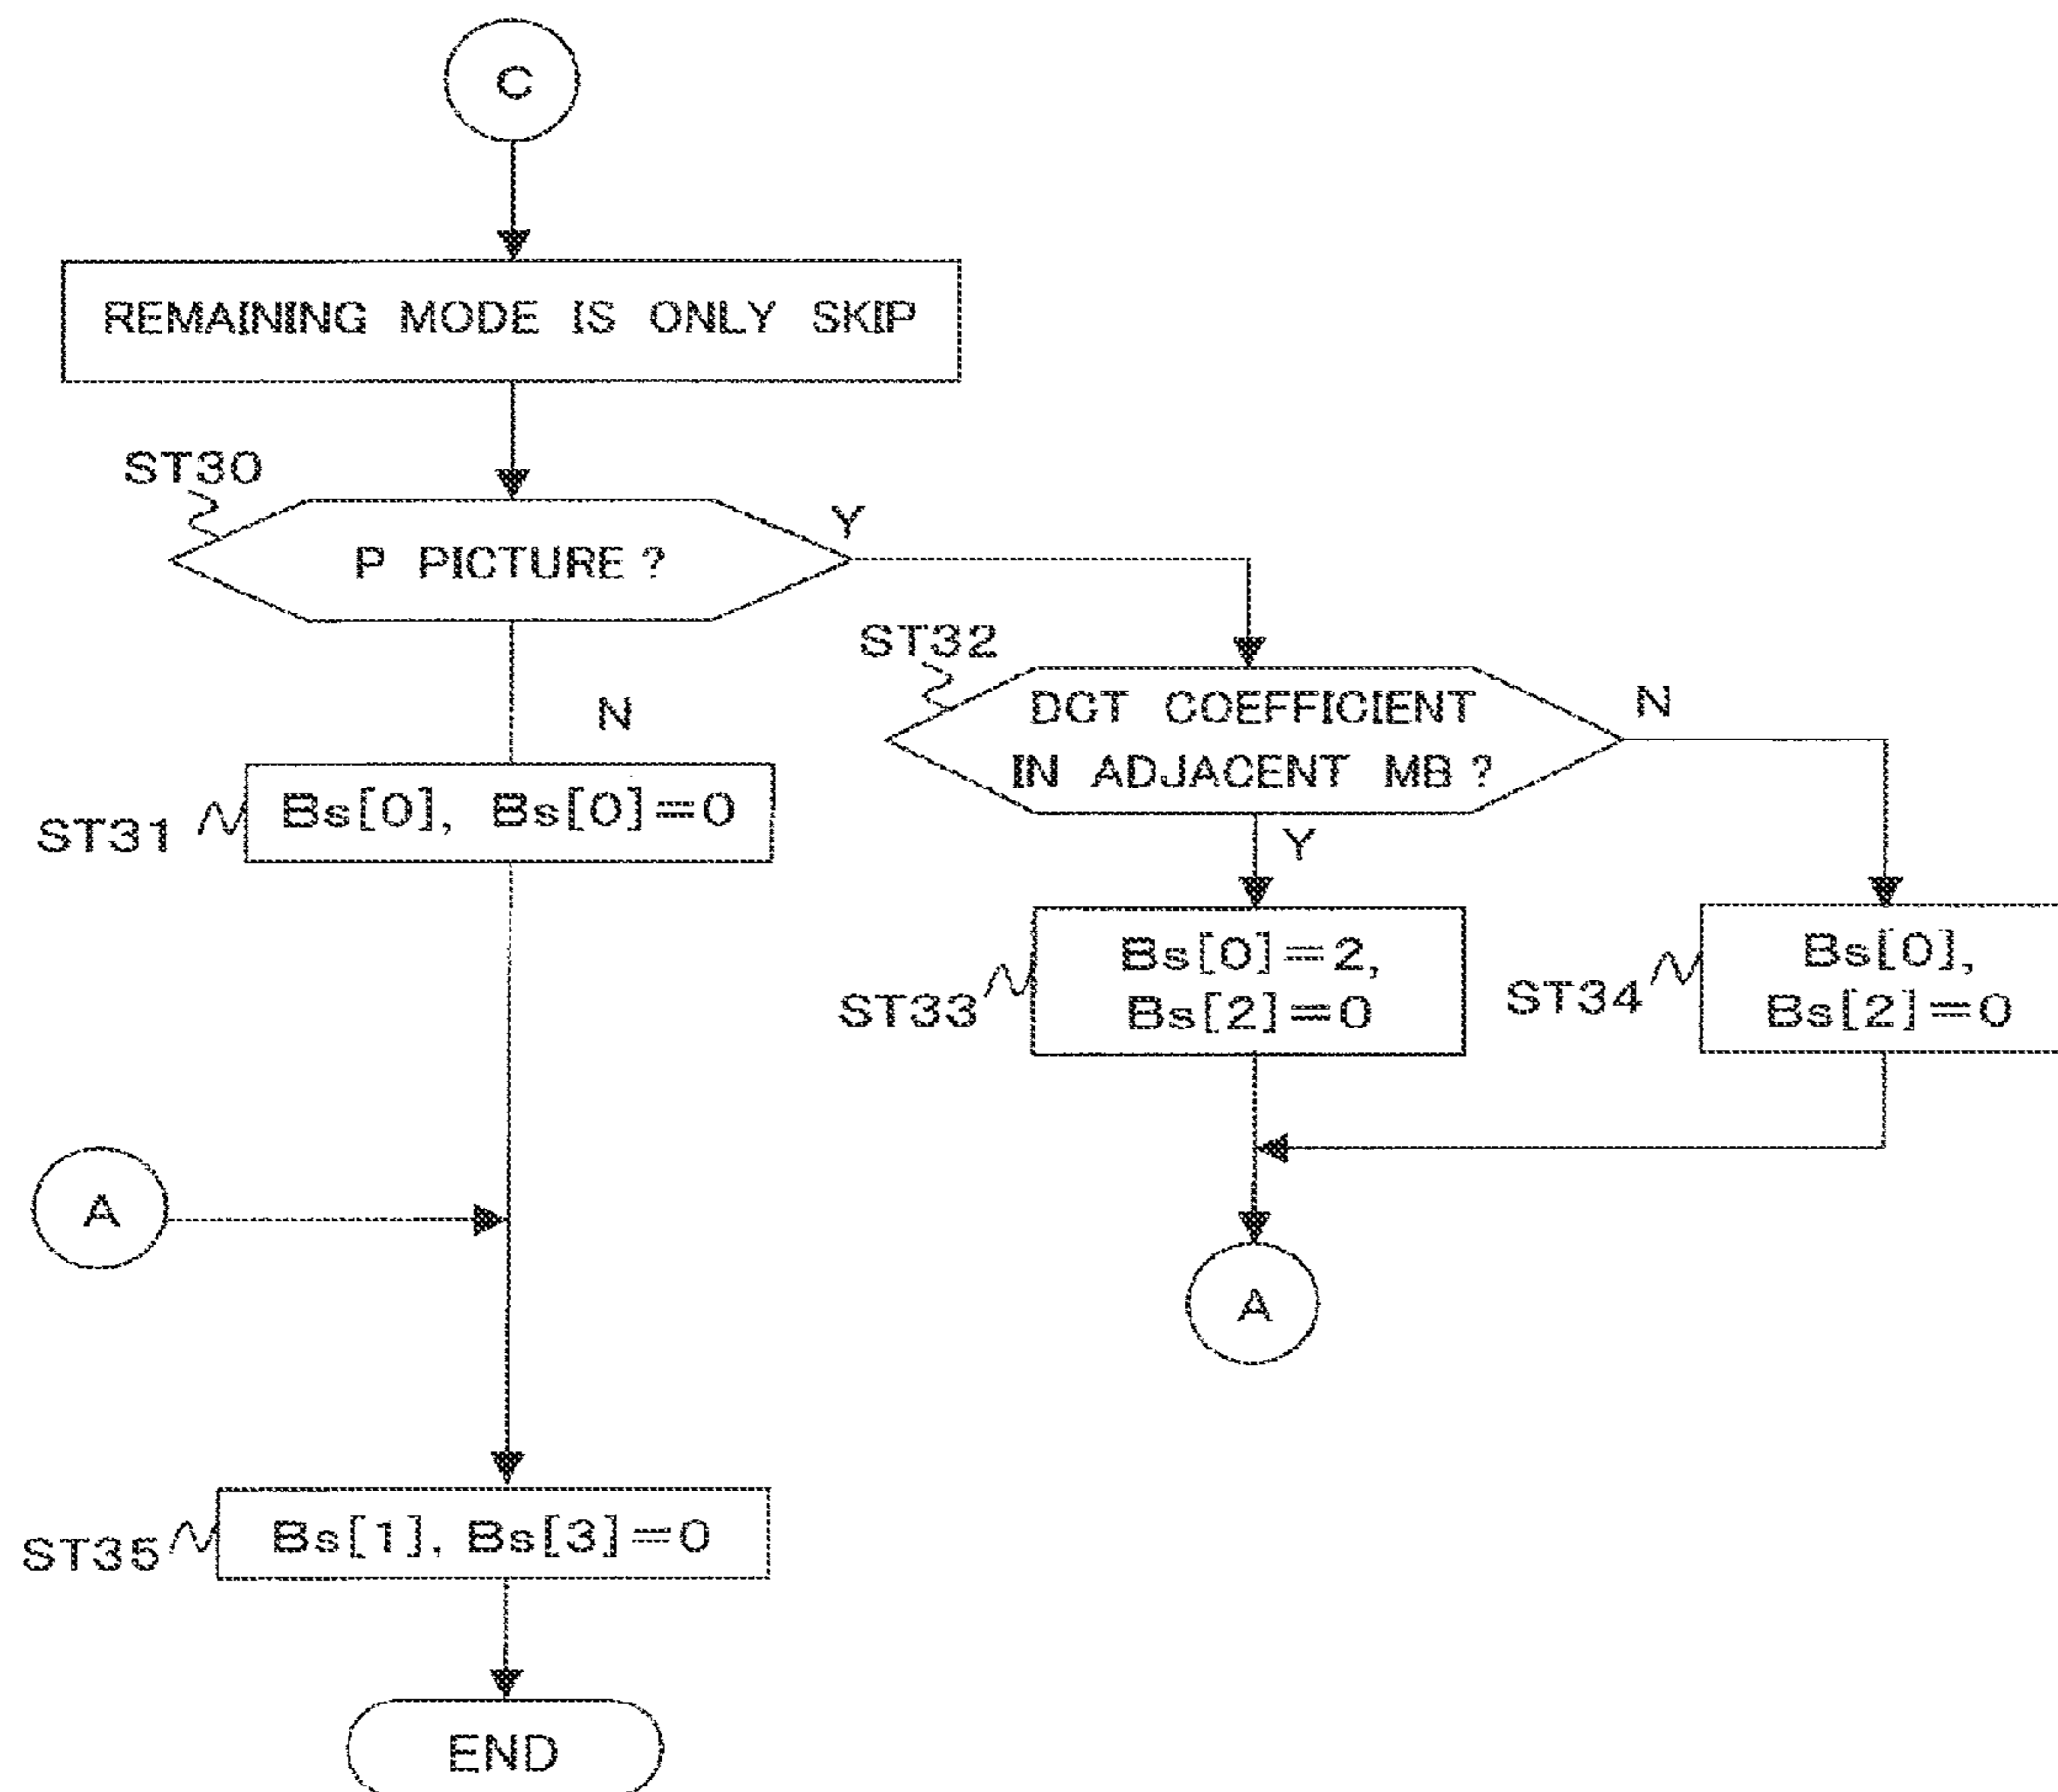 C
REMAINING MODE IS ONLY SKIP
ST30
P PICTURE?
Y
N
ST32
DCT COEFFICIENT
IN ADJACENT MB?
N
Y
ST31
Bs[0], Bs[0]=0
ST33
Bs[0]=2,
Bs[2]=0
ST34
Bs[0],
Bs[2]=0
A
A
ST35
Bs[1], Bs[3]=0
END